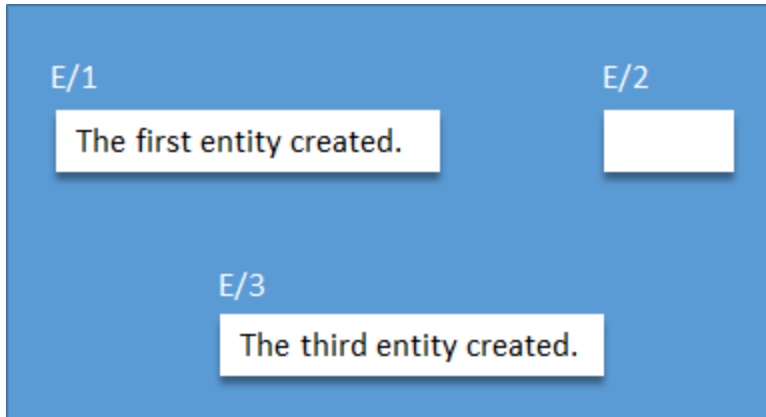 E/1
E/2
The first entity created.
E/3
The third entity created.